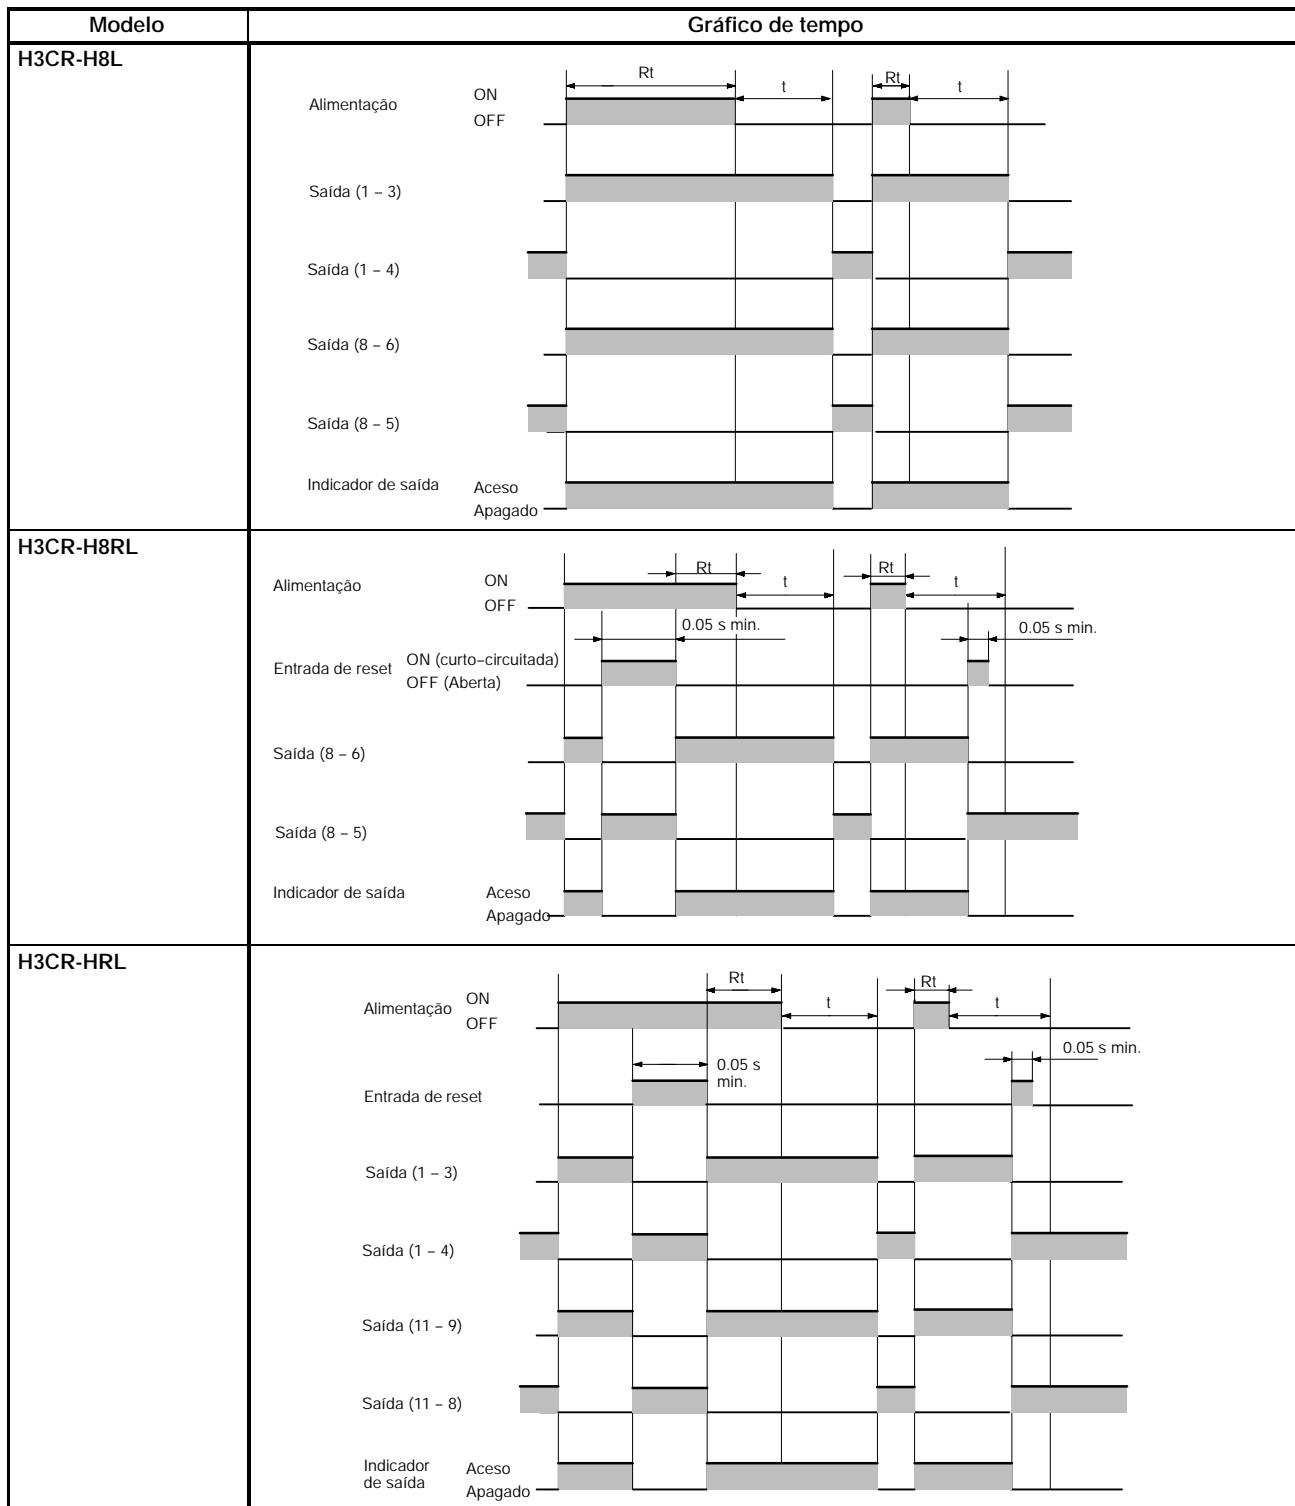 Modelo
Gráfico de tempo
H3CR-H8L
Rt
t
Rt
t
Alimentação
ON
OFF
Saída (1 – 3)
Saída (1 – 4)
Saída (8 – 6)
Saída (8 – 5)
Indicador de saída
Aceso
Apagado
H3CR-H8RL
Rt
t
Rt
t
Alimentação
ON
OFF
0.05 s min.
0.05 s min.
Entrada de reset
ON (curto–circuitada)
OFF (Aberta)
Saída (8 – 6)
Saída (8 – 5)
Indicador de saída
Aceso
Apagado
H3CR-HRL
Rt
t
Rt
t
Alimentação
ON
OFF
0.05 s
min.
0.05 s min.
Entrada de reset
Saída (1 – 3)
Saída (1 – 4)
Saída (11 – 9)
Saída (11 – 8)
Indicador
de saída
Aceso
Apagado